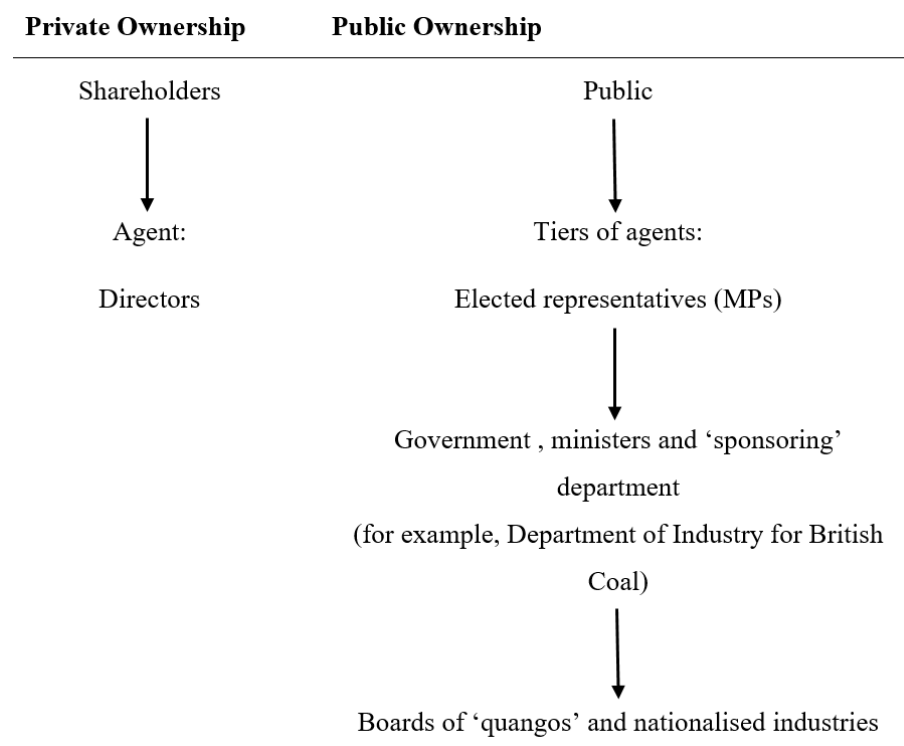 Private Ownership Public Ownership
Shareholders Public
Agent: Tiers of agents:
Directors Elected representatives (MPs)
Government , ministers and ‘sponsoring’
department
(for example, Department of Industry for British
Coal)
Boards of ‘quangos’ and nationalised industries